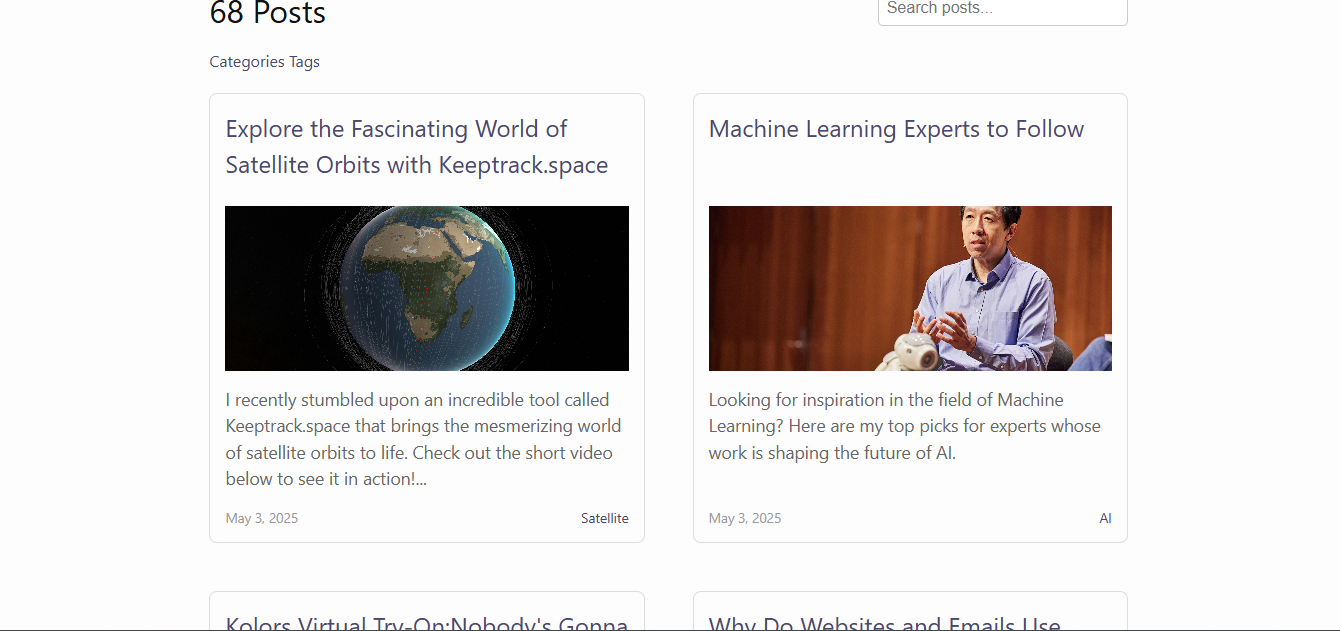 68 Posts
Search posts...
Categories Tags
Explore the Fascinating World of
Satellite Orbits with Keeptrack.space
I recently stumbled upon an incredible tool called
Keeptrack.space that brings the mesmerizing world
of satellite orbits to life. Check out the short video
below to see it in action!...
May 3, 2025
Satellite
Machine Learning Experts to Follow
Looking for inspiration in the field of Machine
Learning? Here are my top picks for experts whose
work is shaping the future of AI.
May 3, 2025
AI
Kolors Virtual Try-On:Nobody's Gonna
Why Do Websites and Emails Use